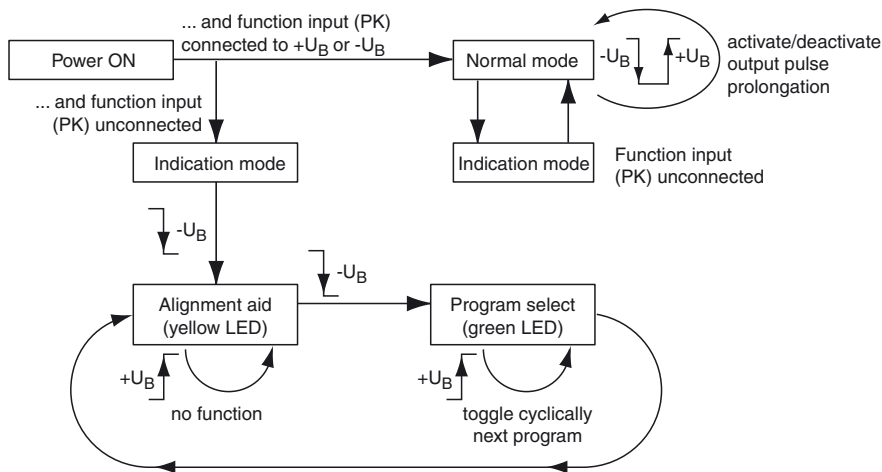 ... and function input (PK)
connected to +UB or -UB
Power ON
Normal mode
-UB
+UB
activate/deactivate
output pulse
prolongation
... and function input
(PK) unconnected
Indication mode
Indication mode
Function input
(PK) unconnected
-UB
-UB
Alignment aid
(yellow LED)
Program select
(green LED)
+UB
no function
+UB
toggle cyclically
next program